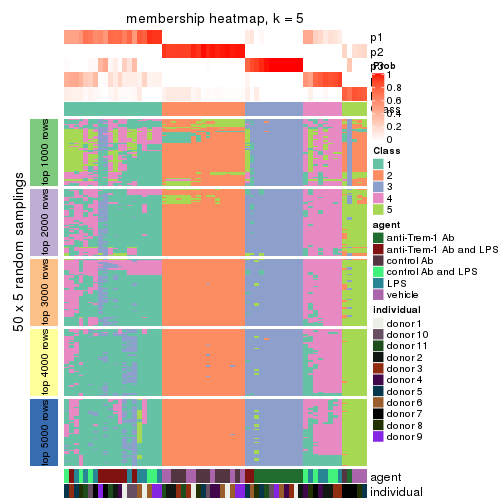 membership heatmap, k = 5
p1
p2
p3
Prob
1
0.8
0.6
0.4
0.2
0
Class
1
2
3
4
5
agent
anti-Trem-1 Ab
anti-Trem-1 Ab and LPS
control Ab
control Ab and LPS
LPS
vehicle
individual
donor 1
donor 10
donor 11
donor 2
donor 3
donor 4
donor 5
donor 6
donor 7
donor 8
donor 9
50 x 5 random samplings
top 1000 rows
top 2000 rows
top 3000 rows
top 4000 rows
top 5000 rows
agent
individual